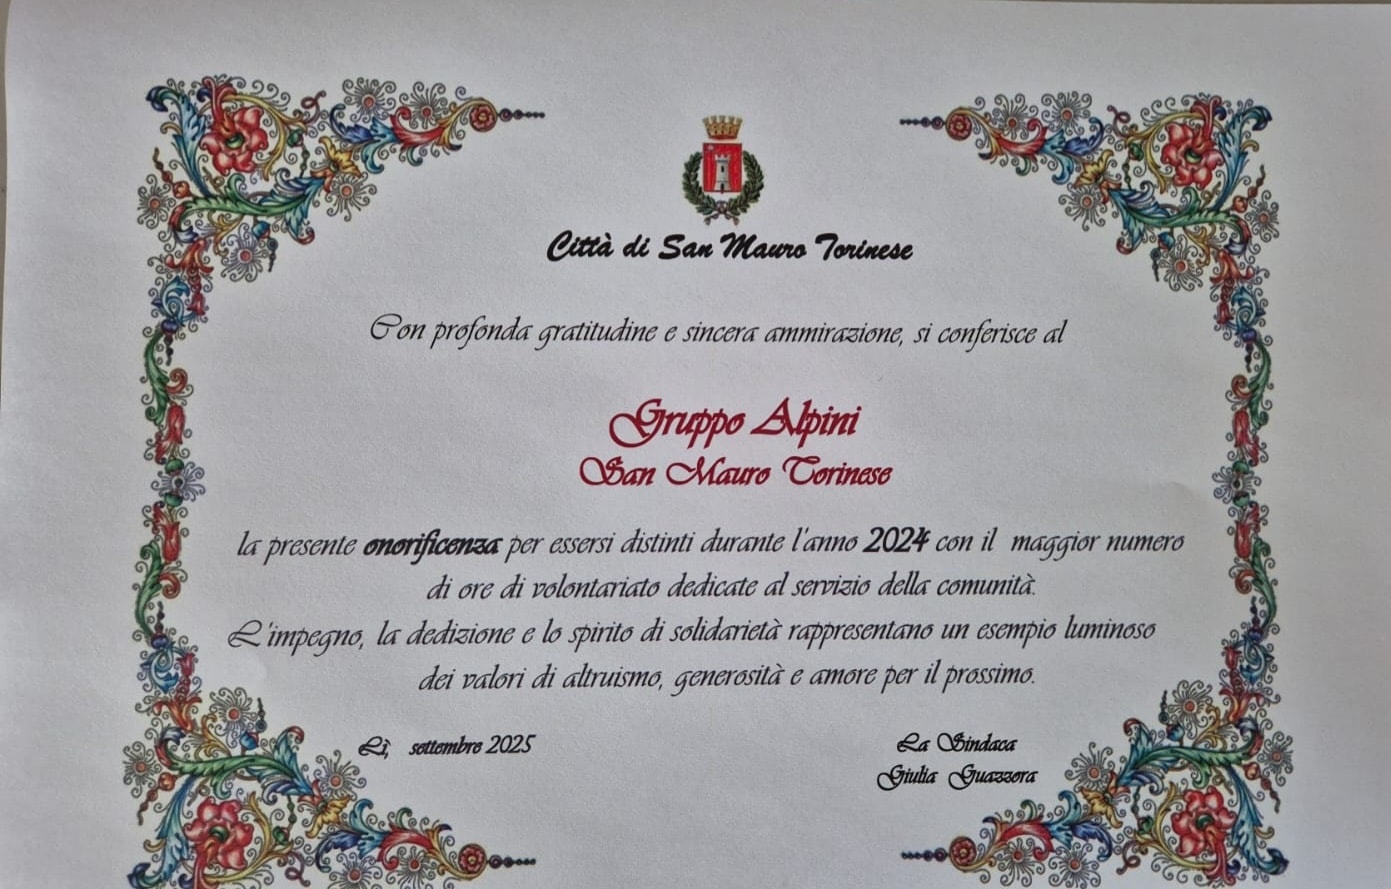 Città di San Mauro Torinese
Con profonda gratitudine e sincera ammirazione, si conferisce al
Gruppo Alpini
San Mauro Torinese
la presente onorificenza per essersi distinti durante l'anno 2024 con il maggior numero
di ore di volontariato dedicate al servizio della comunità.
L'impegno, la dedizione e lo spirito di solidarietà rappresentano un esempio luminoso
dei valori di altruismo, generosità e amore per il prossimo.
Lì, settembre 2025
La Sindaca
Giulia Guazzora